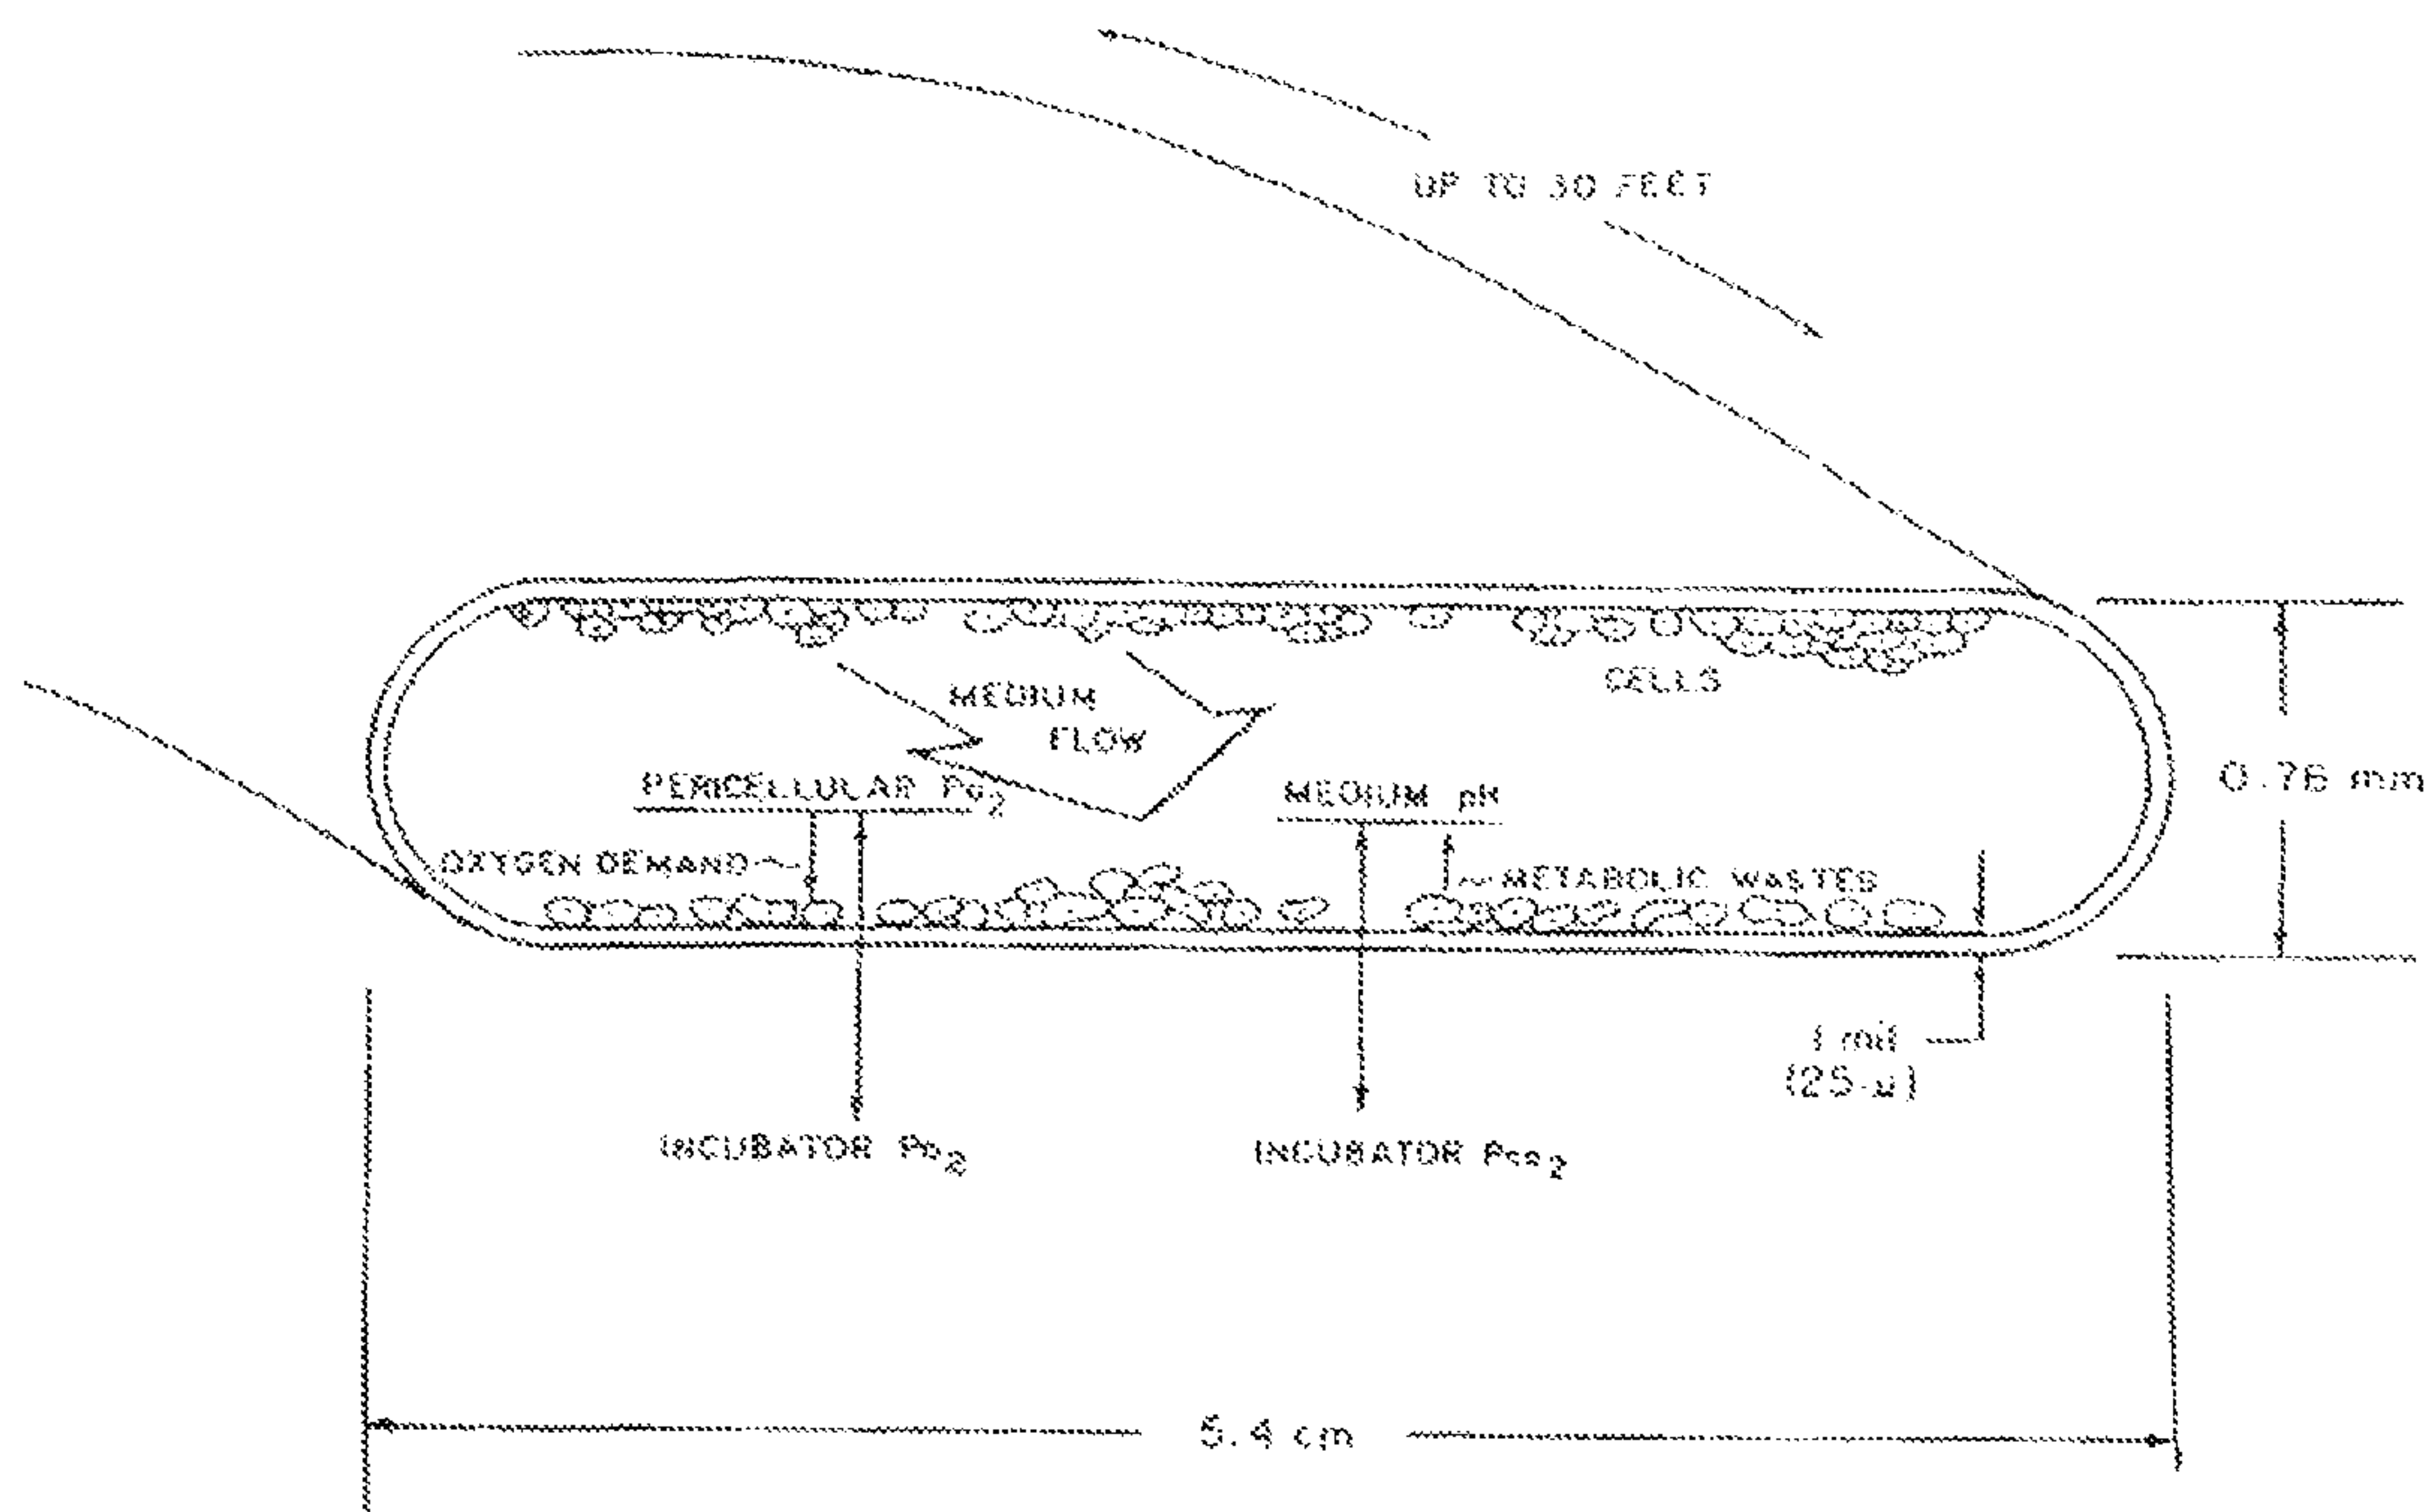 UP TO 30 FEET
CELLS
MEDIUM
FLOW
0.76 mm
PERICELLULAR Po2
MEDIUM pH
OXYGEN DEMAND
METABOLIC WASTES
1 mil
(25 µ)
INCUBATOR Po2
INCUBATOR Pco2
5.4 cm